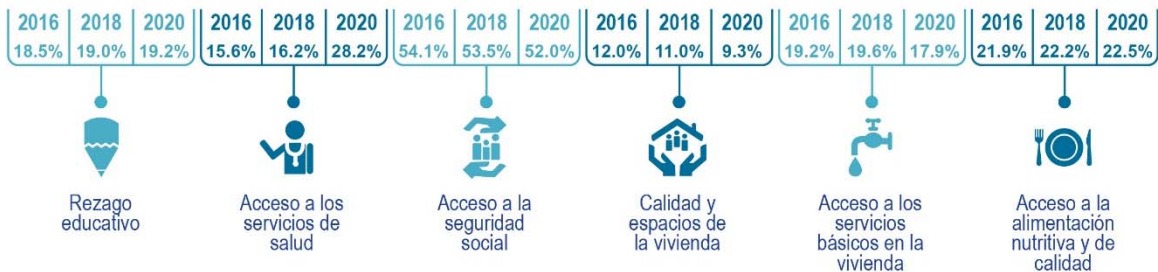 2016 2018 2020
18.5% 19.0% 19.2%
Rezago
educativo
2016 2018 2020
15.6% 16.2% 28.2%
Acceso a los
servicios de
salud
2016 2018 2020
54.1% 53.5% 52.0%
Acceso a la
seguridad
social
2016 2018 2020
12.0% 11.0% 9.3%
Calidad y
espacios de
la vivienda
2016 2018 2020
19.2% 19.6% 17.9%
Acceso a los
servicios
básicos en la
vivienda
2016 2018 2020
21.9% 22.2% 22.5%
Acceso a la
alimentación
nutritiva y de
calidad